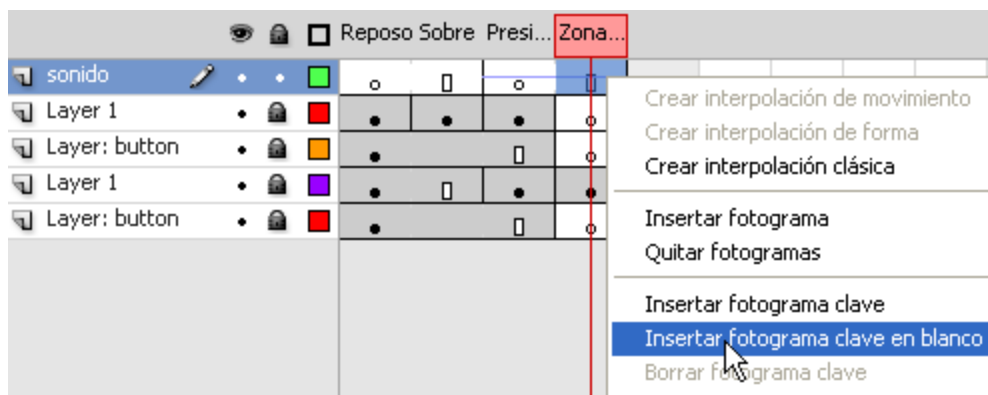 Reposo Sobre Presi... Zona...
sonido
Layer 1
Layer: button
Layer 1
Layer: button
Crear interpolación de movimiento
Crear interpolación de forma
Crear interpolación clásica
Insertar fotograma
Quitar fotogramas
Insertar fotograma clave
Insertar fotograma clave en blanco
Borrar fotograma clave